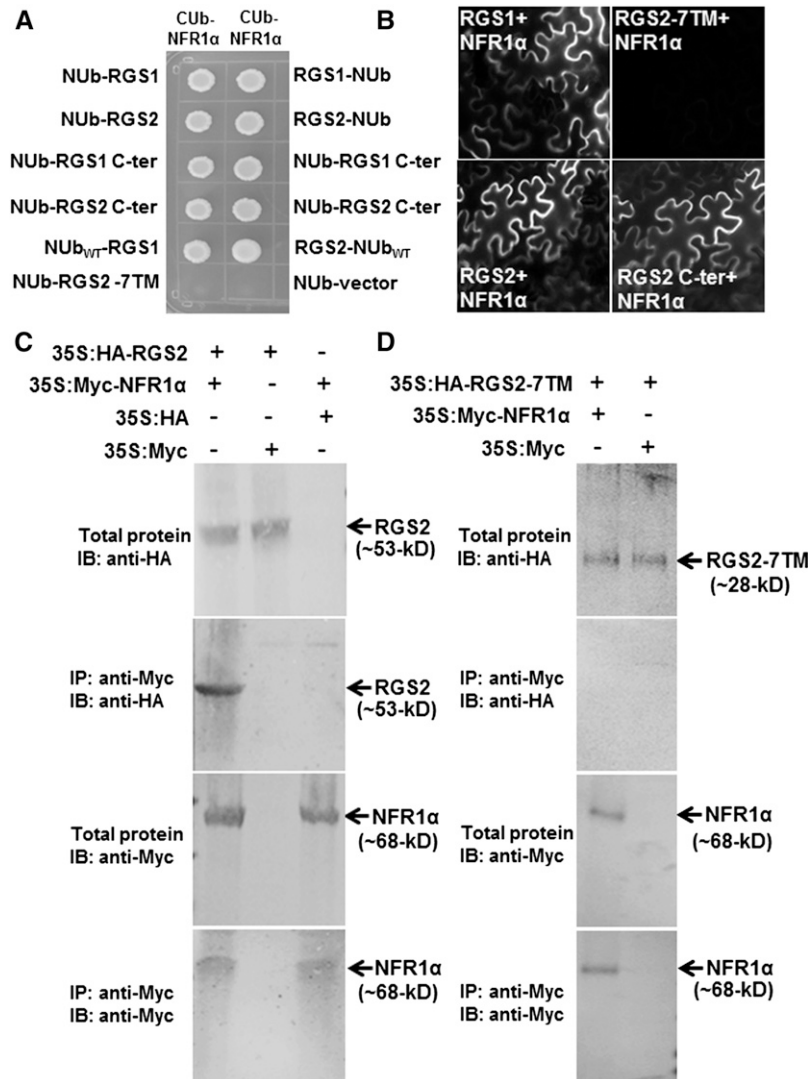 A
CUb-
NFR1α
CUb-
NFR1α
NUb-RGS1
RGS1-NUb
NUb-RGS2
RGS2-NUb
NUb-RGS1 C-ter
NUb-RGS1 C-ter
NUb-RGS2 C-ter
NUb-RGS2 C-ter
NUbWT-RGS1
RGS2-NUbWT
NUb-RGS2 -7TM
NUb-vector
B
RGS1+
NFR1α
RGS2-7TM+
NFR1α
RGS2+
NFR1α
RGS2 C-ter+
NFR1α
C
35S:HA-RGS2 + + -
35S:Myc-NFR1α + - +
35S:HA - - +
35S:Myc - + -
Total protein
IB: anti-HA
RGS2
(~53-kD)
IP: anti-Myc
IB: anti-HA
RGS2
(~53-kD)
Total protein
IB: anti-Myc
NFR1α
(~68-kD)
IP: anti-Myc
IB: anti-Myc
NFR1α
(~68-kD)
D
35S:HA-RGS2-7TM + +
35S:Myc-NFR1α + -
35S:Myc - +
Total protein
IB: anti-HA
RGS2-7TM
(~28-kD)
IP: anti-Myc
IB: anti-HA
Total protein
IB: anti-Myc
NFR1α
(~68-kD)
IP: anti-Myc
IB: anti-Myc
NFR1α
(~68-kD)